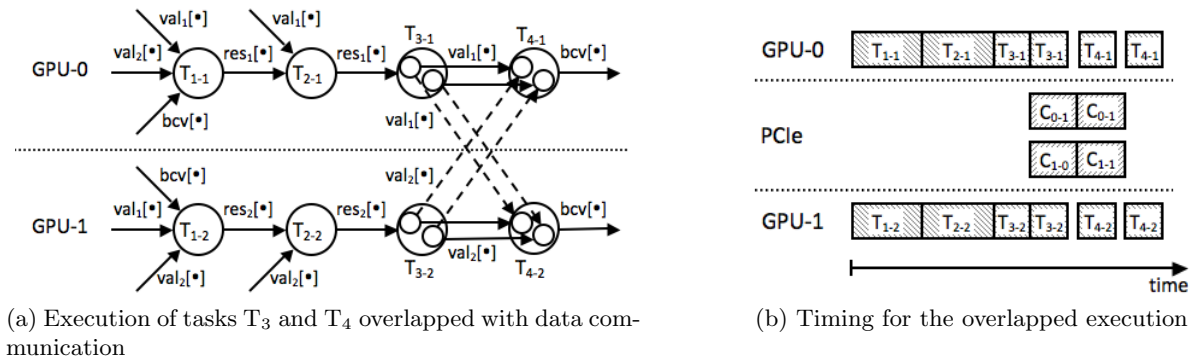 val₁[•] val₁[•] T₃₋₁ T₄₋₁
val₂[•] res₁[•] res₁[•] val₁[•] bcv[•]
GPU-0 T₁₋₁ T₂₋₁
bcv[•] val₁[•]
bcv[•] val₂[•]
val₁[•] res₂[•] res₂[•] bcv[•]
GPU-1 T₁₋₂ T₂₋₂
val₂[•]
val₂[•] val₂[•] T₃₋₂ T₄₋₂
(a) Execution of tasks T₃ and T₄ overlapped with data com-
munication
GPU-0 T₁₋₁ T₂₋₁ T₃₋₁ T₃₋₁ T₄₋₁ T₄₋₁
C₀₋₁ C₀₋₁
PCIe
C₁₋₀ C₁₋₁
GPU-1 T₁₋₂ T₂₋₂ T₃₋₂ T₃₋₂ T₄₋₂ T₄₋₂
time
(b) Timing for the overlapped execution